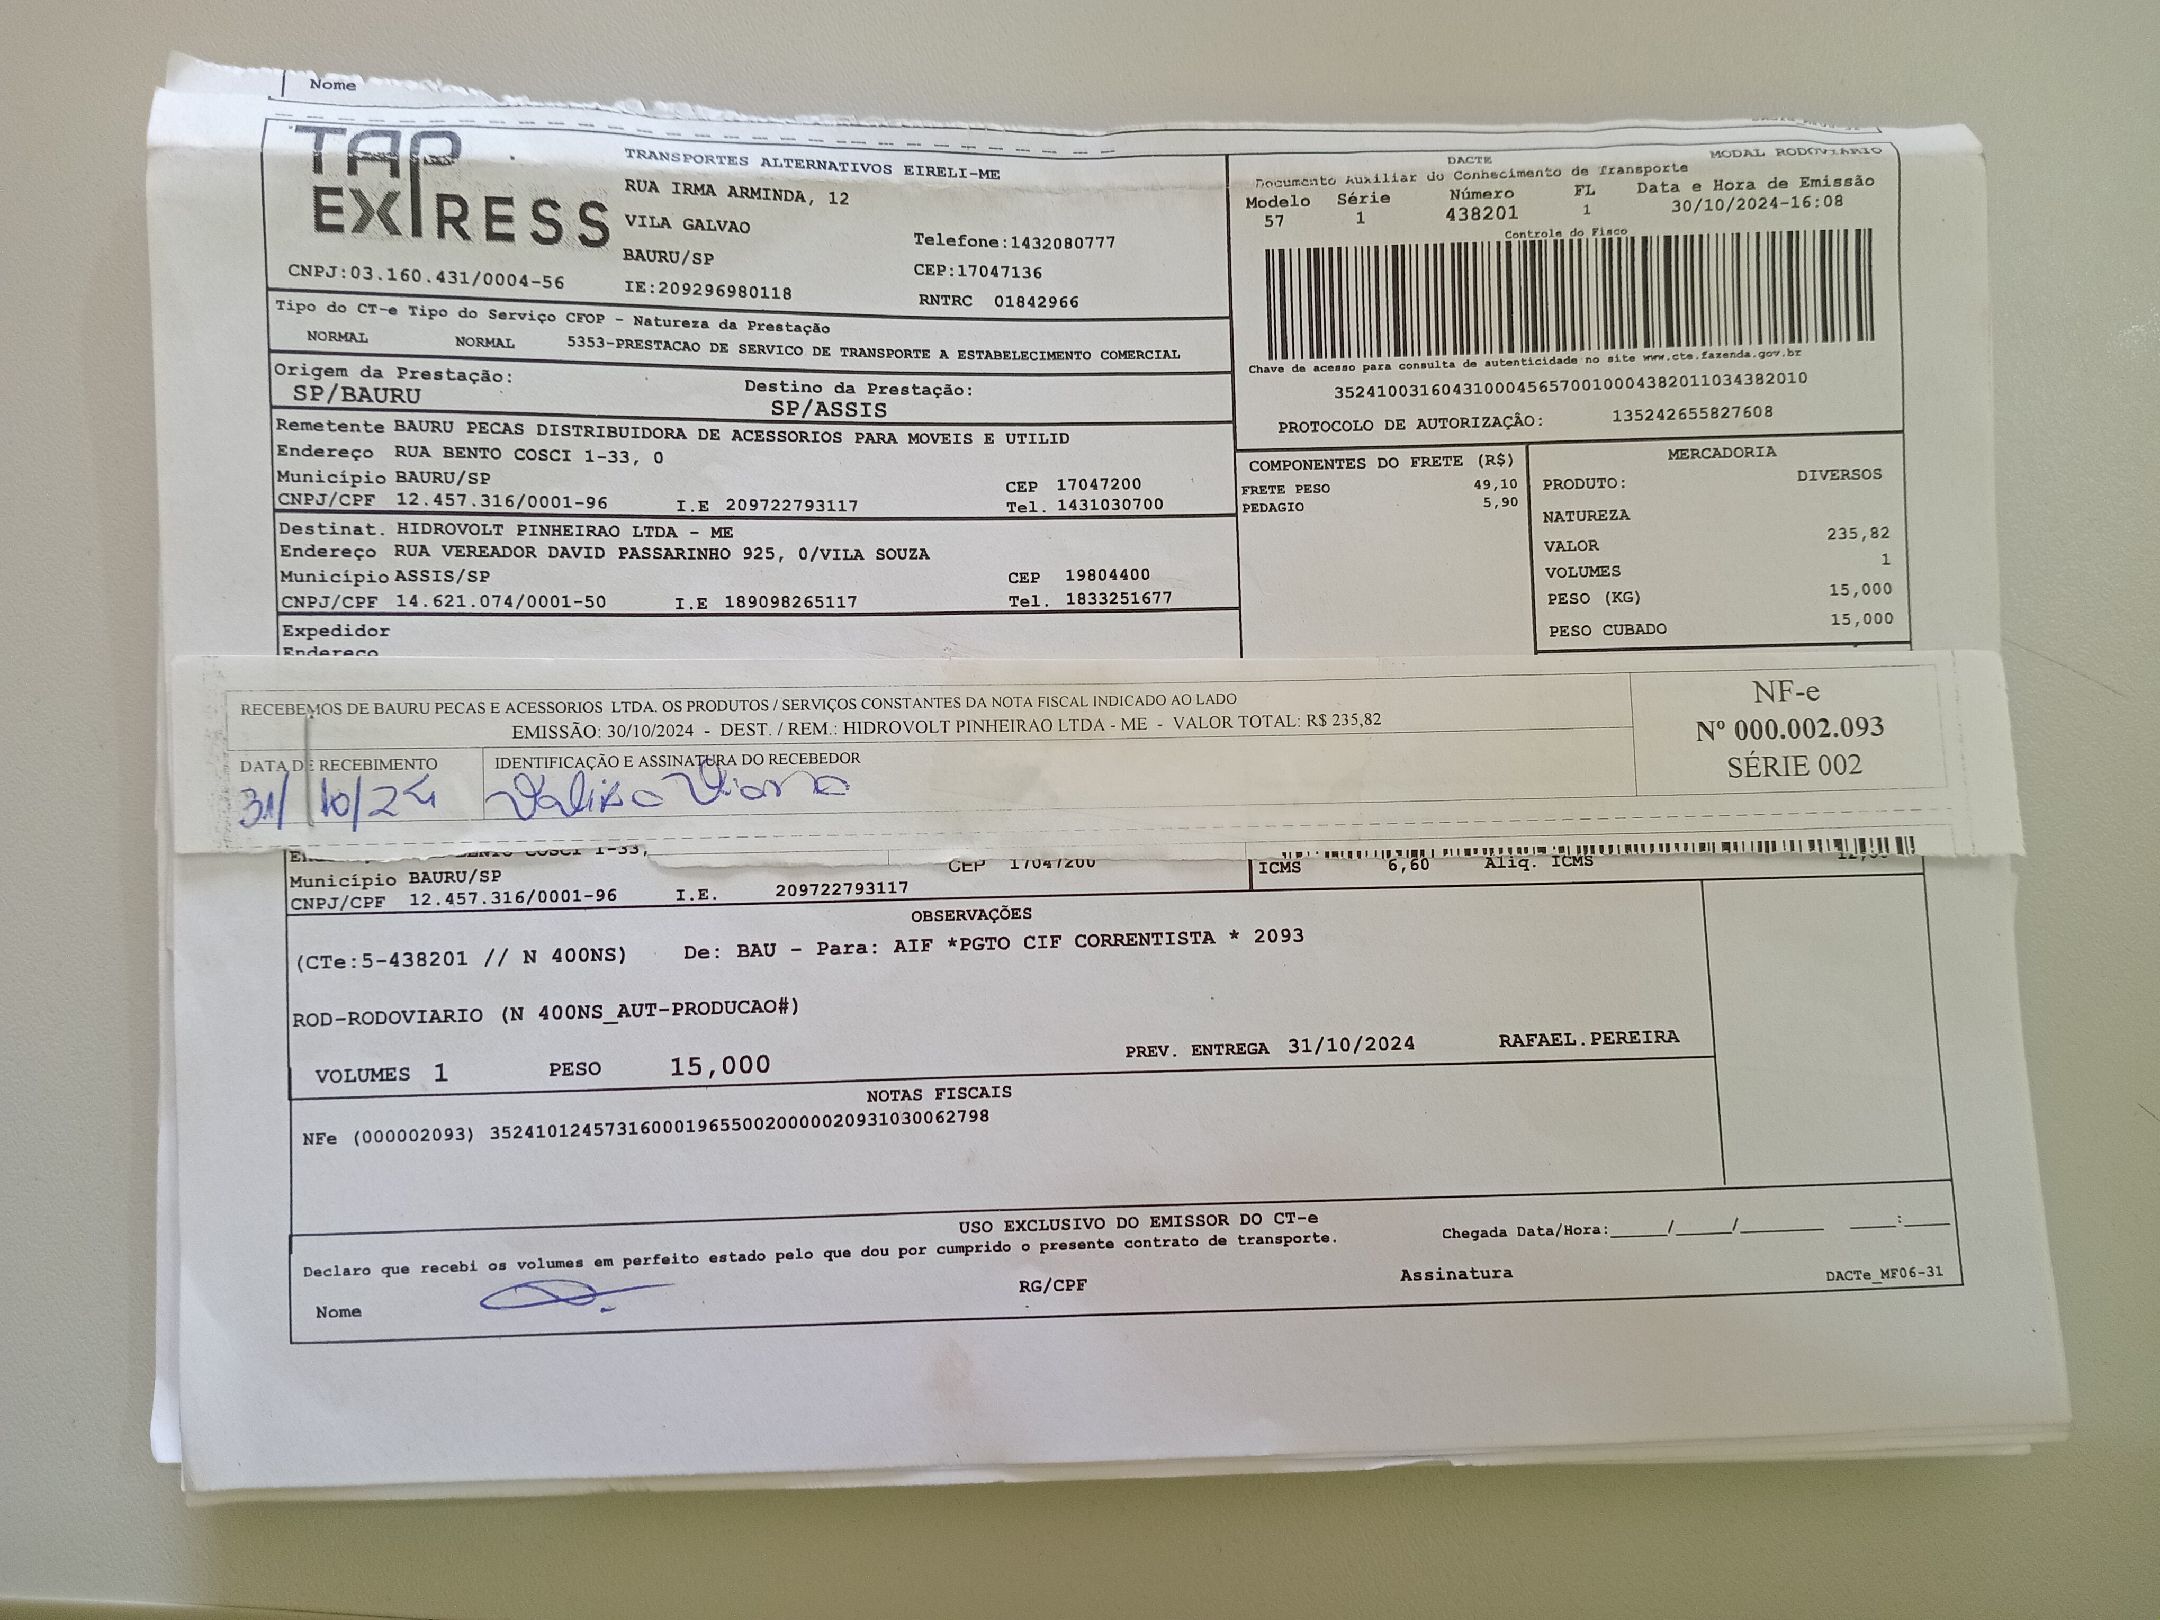 Nome
TAP EXPRESS
TRANSPORTES ALTERNATIVOS EIRELI-ME
RUA IRMA ARMINDA, 12
VILA GALVAO
Telefone:1432080777
BAURU/SP
CEP:17047136
CNPJ:03.160.431/0004-56
IE:209296980118
RNTRC 01842966
DACTE
MODAL RODOVIARIO
Documento Auxiliar do Conhecimento de Transporte
Modelo Série Número FL Data e Hora de Emissão
57 1 438201 1 30/10/2024-16:08
Controle do Fisco
Chave de acesso para consulta de autenticidade no site www.cte.fazenda.gov.br
35241003160431000456570010004382011034382010
PROTOCOLO DE AUTORIZAÇÃO: 135242655827608
Tipo do CT-e Tipo do Serviço CFOP - Natureza da Prestação
NORMAL NORMAL 5353-PRESTACAO DE SERVICO DE TRANSPORTE A ESTABELECIMENTO COMERCIAL
Origem da Prestação: Destino da Prestação:
SP/BAURU SP/ASSIS
Remetente BAURU PECAS DISTRIBUIDORA DE ACESSORIOS PARA MOVEIS E UTILID
Endereço RUA BENTO COSCI 1-33, 0
Município BAURU/SP CEP 17047200
CNPJ/CPF 12.457.316/0001-96 I.E 209722793117 Tel. 1431030700
Destinat. HIDROVOLT PINHEIRAO LTDA - ME
Endereço RUA VEREADOR DAVID PASSARINHO 925, 0/VILA SOUZA
Município ASSIS/SP CEP 19804400
CNPJ/CPF 14.621.074/0001-50 I.E 189098265117 Tel. 1833251677
Expedidor
Endereço
COMPONENTES DO FRETE (R$)
FRETE PESO 49,10
PEDAGIO 5,90
MERCADORIA
PRODUTO: DIVERSOS
NATUREZA
VALOR 235,82
VOLUMES 1
PESO (KG) 15,000
PESO CUBADO 15,000
RECEBEMOS DE BAURU PECAS E ACESSORIOS LTDA. OS PRODUTOS / SERVIÇOS CONSTANTES DA NOTA FISCAL INDICADO AO LADO
EMISSÃO: 30/10/2024 - DEST. / REM.: HIDROVOLT PINHEIRAO LTDA - ME - VALOR TOTAL: R$ 235,82
DATA DE RECEBIMENTO IDENTIFICAÇÃO E ASSINATURA DO RECEBEDOR
31/10/24
NF-e
Nº 000.002.093
SÉRIE 002
BENTO COSCI 1-33,
CEP 17047200
ICMS 6,60 Aliq. ICMS
Município BAURU/SP
CNPJ/CPF 12.457.316/0001-96 I.E. 209722793117
OBSERVAÇÕES
(CTe:5-438201 // N 400NS) De: BAU - Para: AIF *PGTO CIF CORRENTISTA * 2093
ROD-RODOVIARIO (N 400NS_AUT-PRODUCAO#)
VOLUMES 1 PESO 15,000 PREV. ENTREGA 31/10/2024 RAFAEL.PEREIRA
NOTAS FISCAIS
NFe (000002093) 35241012457316000196550020000020931030062798
USO EXCLUSIVO DO EMISSOR DO CT-e
Declaro que recebi os volumes em perfeito estado pelo que dou por cumprido o presente contrato de transporte.
Chegada Data/Hora:_____/_____/________ ____:____
Nome RG/CPF Assinatura DACTe_MF06-31